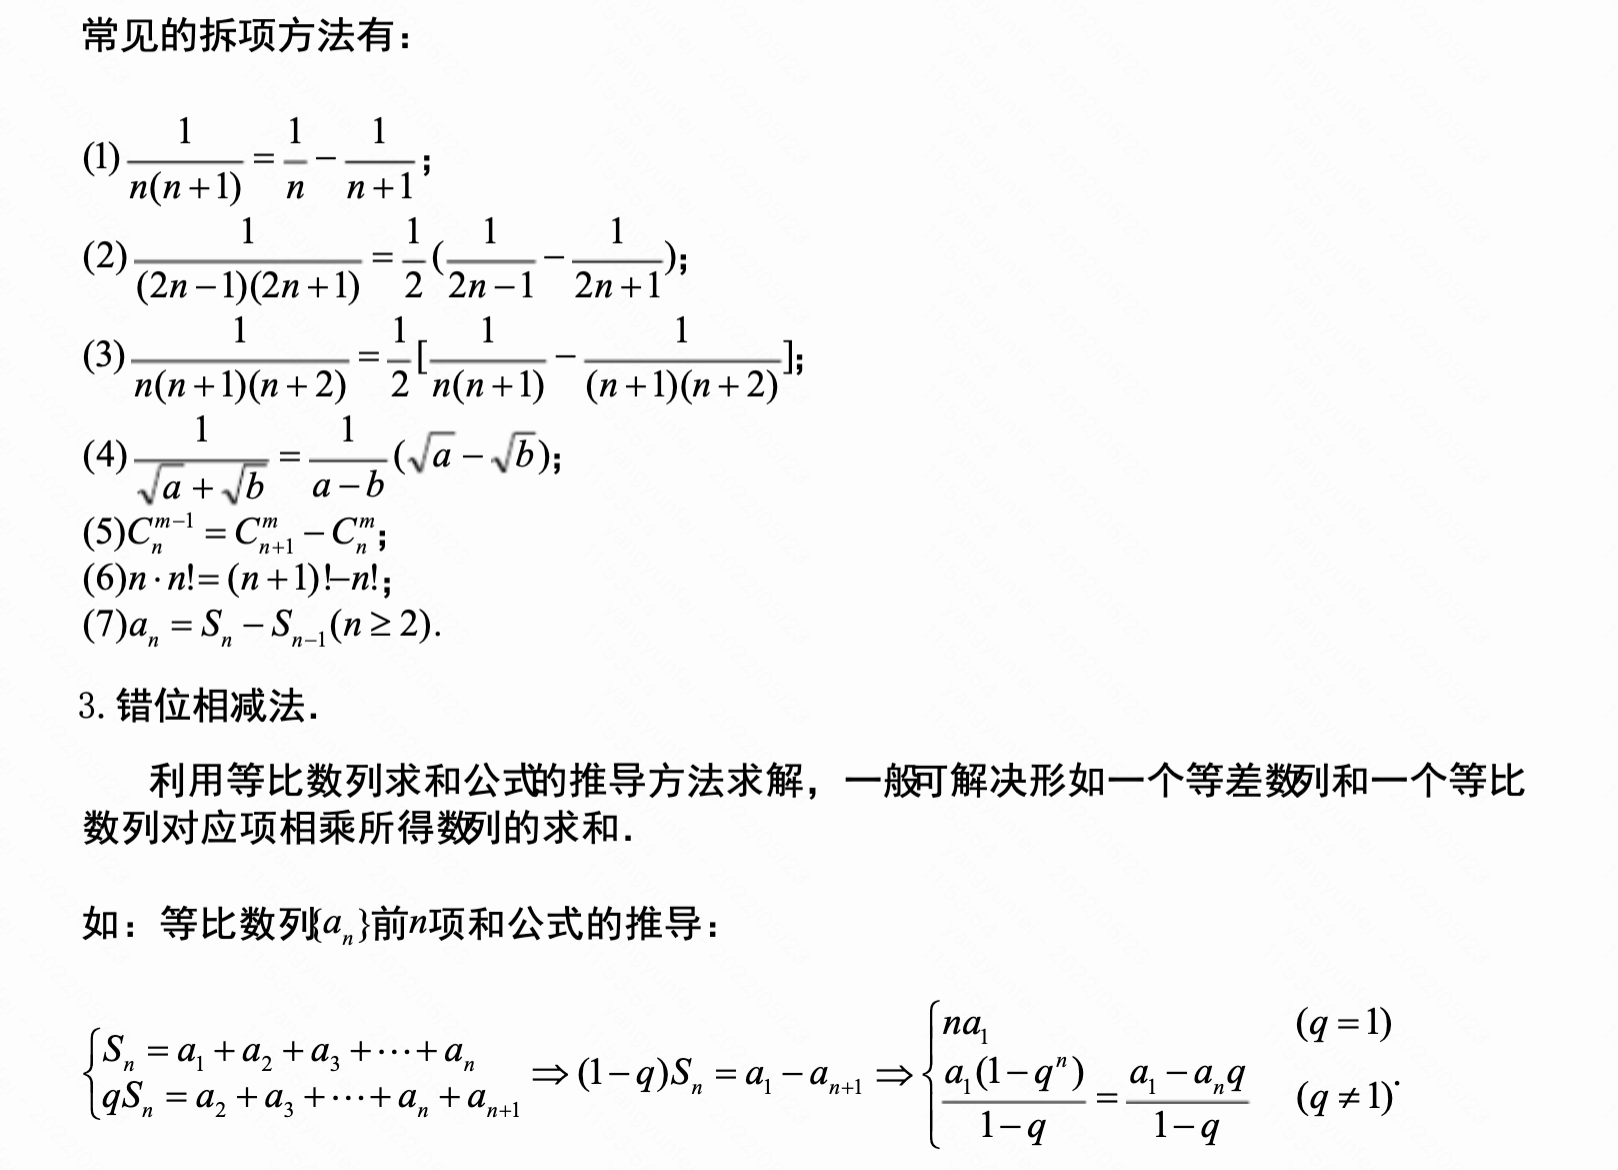 常见的拆项方法有：
(1) \frac{1}{n(n+1)} = \frac{1}{n} - \frac{1}{n+1}；
(2) \frac{1}{(2n-1)(2n+1)} = \frac{1}{2}(\frac{1}{2n-1} - \frac{1}{2n+1})；
(3) \frac{1}{n(n+1)(n+2)} = \frac{1}{2}[\frac{1}{n(n+1)} - \frac{1}{(n+1)(n+2)}]；
(4) \frac{1}{\sqrt{a}+\sqrt{b}} = \frac{1}{a-b}(\sqrt{a} - \sqrt{b})；
(5) C_n^{m-1} = C_{n+1}^m - C_n^m；
(6) n·n! = (n+1)! - n!；
(7) a_n = S_n - S_{n-1} (n ≥ 2).
3. 错位相减法.
利用等比数列求和公式的推导方法求解，一般可解决形如一个等差数列和一个等比
数列对应项相乘所得数列的求和.
如：等比数列{a_n}前n项和公式的推导：
\begin{cases} S_n = a_1 + a_2 + a_3 + \cdots + a_n \\ qS_n = a_2 + a_3 + \cdots + a_n + a_{n+1} \end{cases} ⇒ (1-q)S_n = a_1 - a_{n+1} ⇒ \begin{cases} na_1 & (q=1) \\ \frac{a_1(1-q^n)}{1-q} = \frac{a_1 - a_n q}{1-q} & (q≠1) \end{cases}.